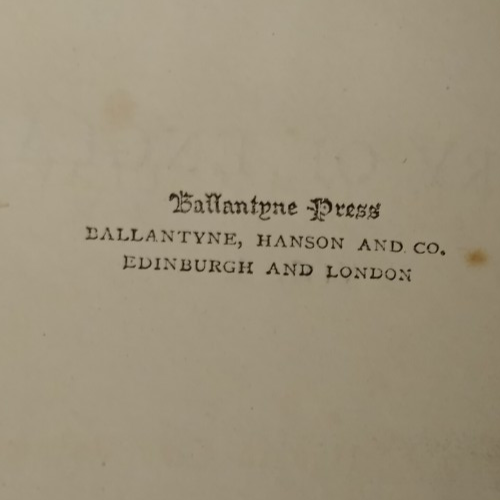 Ballantyne Press
BALLANTYNE, HANSON AND CO.
EDINBURGH AND LONDON